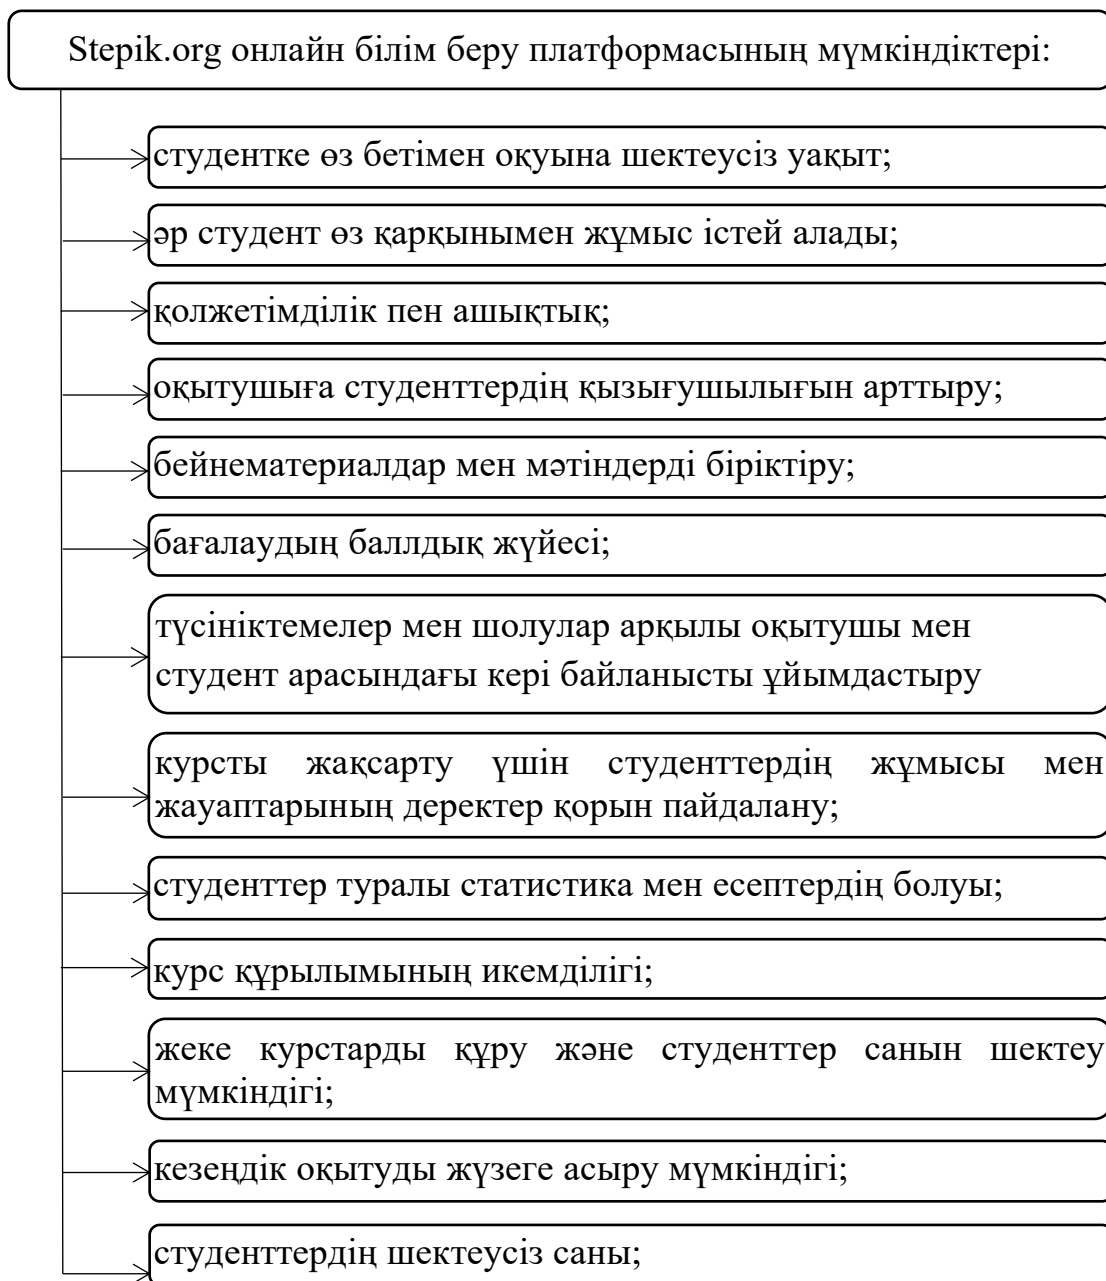 Stepik.org онлайн білім беру платформасының мүмкіндіктері:
студентке өз бетімен оқуына шектеусіз уақыт;
әр студент өз қарқынымен жұмыс істей алады;
қолжетімділік пен ашықтық;
оқытушыға студенттердің қызығушылығын арттыру;
бейнематериалдар мен мәтіндерді біріктіру;
бағалаудың баллдық жүйесі;
түсініктемелер мен шолулар арқылы оқытушы мен
студент арасындағы кері байланысты ұйымдастыру
курсты жақсарту үшін студенттердің жұмысы мен
жауаптарының деректер қорын пайдалану;
студенттер туралы статистика мен есептердің болуы;
курс құрылымының икемділігі;
жеке курстарды құру және студенттер санын шектеу
мүмкіндігі;
кезеңдік оқытуды жүзеге асыру мүмкіндігі;
студенттердің шектеусіз саны;